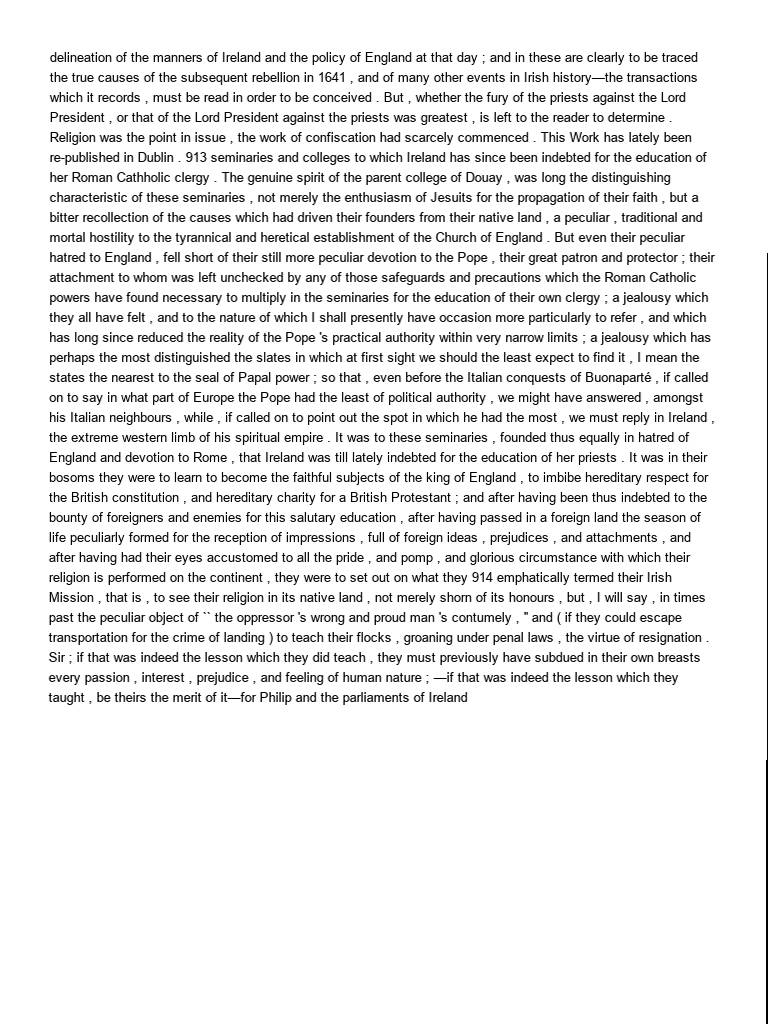 delineation of the manners of Ireland and the policy of England at that day ; and in these are clearly to be traced
the true causes of the subsequent rebellion in 1641 , and of many other events in Irish history—the transactions
which it records , must be read in order to be conceived . But , whether the fury of the priests against the Lord
President , or that of the Lord President against the priests was greatest , is left to the reader to determine .
Religion was the point in issue , the work of confiscation had scarcely commenced . This Work has lately been
re-published in Dublin . 913 seminaries and colleges to which Ireland has since been indebted for the education of
her Roman Cathholic clergy . The genuine spirit of the parent college of Douay , was long the distinguishing
characteristic of these seminaries , not merely the enthusiasm of Jesuits for the propagation of their faith , but a
bitter recollection of the causes which had driven their founders from their native land , a peculiar , traditional and
mortal hostility to the tyrannical and heretical establishment of the Church of England . But even their peculiar
hatred to England , fell short of their still more peculiar devotion to the Pope , their great patron and protector ; their
attachment to whom was left unchecked by any of those safeguards and precautions which the Roman Catholic
powers have found necessary to multiply in the seminaries for the education of their own clergy ; a jealousy which
they all have felt , and to the nature of which I shall presently have occasion more particularly to refer , and which
has long since reduced the reality of the Pope 's practical authority within very narrow limits ; a jealousy which has
perhaps the most distinguished the slates in which at first sight we should the least expect to find it , I mean the
states the nearest to the seal of Papal power ; so that , even before the Italian conquests of Buonaparté , if called
on to say in what part of Europe the Pope had the least of political authority , we might have answered , amongst
his Italian neighbours , while , if called on to point out the spot in which he had the most , we must reply in Ireland ,
the extreme western limb of his spiritual empire . It was to these seminaries , founded thus equally in hatred of
England and devotion to Rome , that Ireland was till lately indebted for the education of her priests . It was in their
bosoms they were to learn to become the faithful subjects of the king of England , to imbibe hereditary respect for
the British constitution , and hereditary charity for a British Protestant ; and after having been thus indebted to the
bounty of foreigners and enemies for this salutary education , after having passed in a foreign land the season of
life peculiarly formed for the reception of impressions , full of foreign ideas , prejudices , and attachments , and
after having had their eyes accustomed to all the pride , and pomp , and glorious circumstance with which their
religion is performed on the continent , they were to set out on what they 914 emphatically termed their Irish
Mission , that is , to see their religion in its native land , not merely shorn of its honours , but , I will say , in times
past the peculiar object of `` the oppressor 's wrong and proud man 's contumely , " and ( if they could escape
transportation for the crime of landing ) to teach their flocks , groaning under penal laws , the virtue of resignation .
Sir ; if that was indeed the lesson which they did teach , they must previously have subdued in their own breasts
every passion , interest , prejudice , and feeling of human nature ; —if that was indeed the lesson which they
taught , be theirs the merit of it—for Philip and the parliaments of Ireland